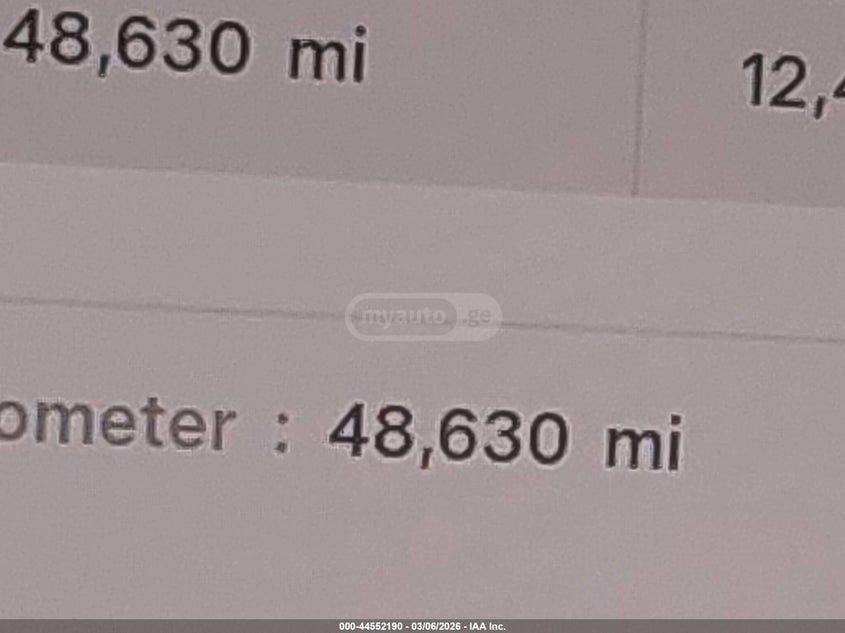 48,630 mi
12,4
ometer : 48,630 mi
myauto.ge
000-44552190 - 03/06/2026 - IAA Inc.